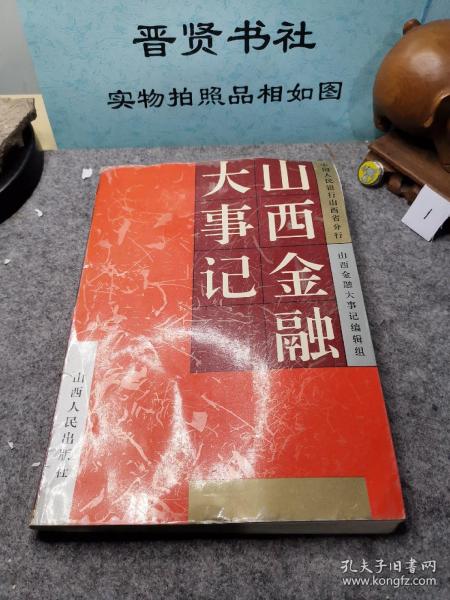 晋贤书社
实物拍照品相如图
中国人民银行山西省分行
山西金融大事记编辑组
山西金融
大事记
山西人民出版社
孔夫子旧书网
www.kongfz.com